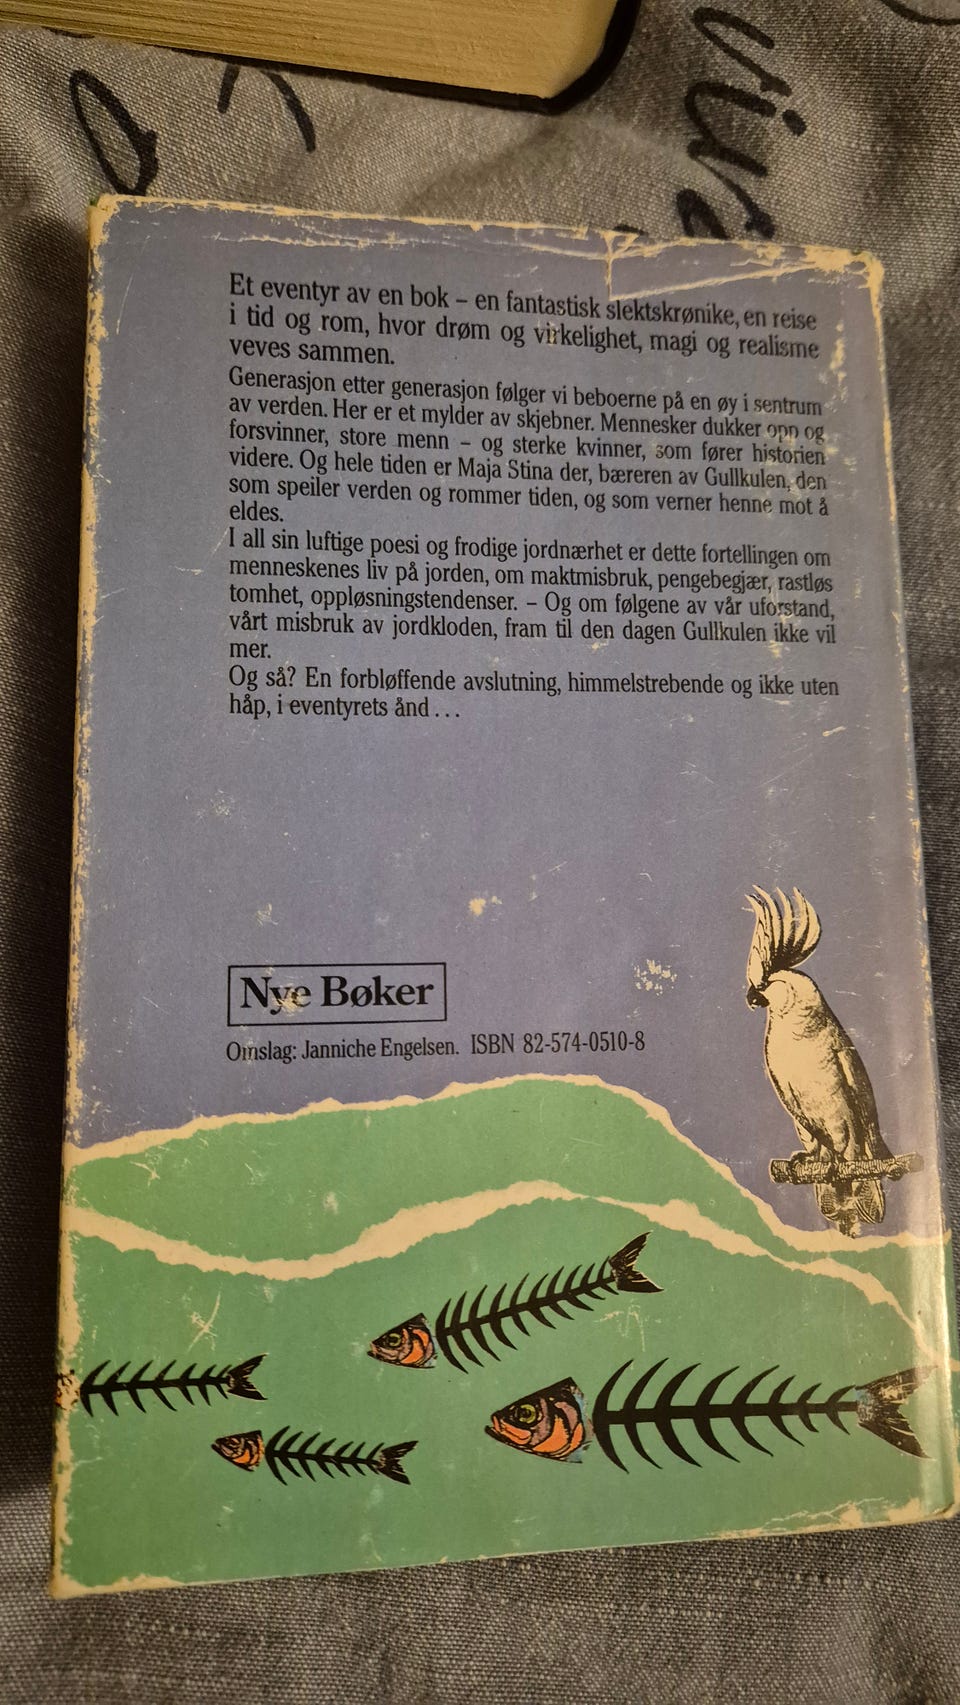 Et eventyr av en bok – en fantastisk slektskrønike, en reise
i tid og rom, hvor drøm og virkelighet, magi og realisme
veves sammen.
Generasjon etter generasjon følger vi beboerne på en øy i sentrum
av verden. Her er et mylder av skjebner. Mennesker dukker opp og
forsvinner, store menn – og sterke kvinner, som fører historien
videre. Og hele tiden er Maja Stina der, bæreren av Gullkulen, den
som speiler verden og rommer tiden, og som verner henne mot å
eldes.
I all sin luftige poesi og frodige jordnærhet er dette fortellingen om
menneskenes liv på jorden, om maktmisbruk, pengebegjær, rastløs
tomhet, oppløsningstendenser. – Og om følgene av vår uforstand,
vårt misbruk av jordkloden, fram til den dagen Gullkulen ikke vil
mer.
Og så? En forbløffende avslutning, himmelstrebende og ikke uten
håp, i eventyrets ånd ...
Nye Bøker
Omslag: Janniche Engelsen. ISBN 82-574-0510-8